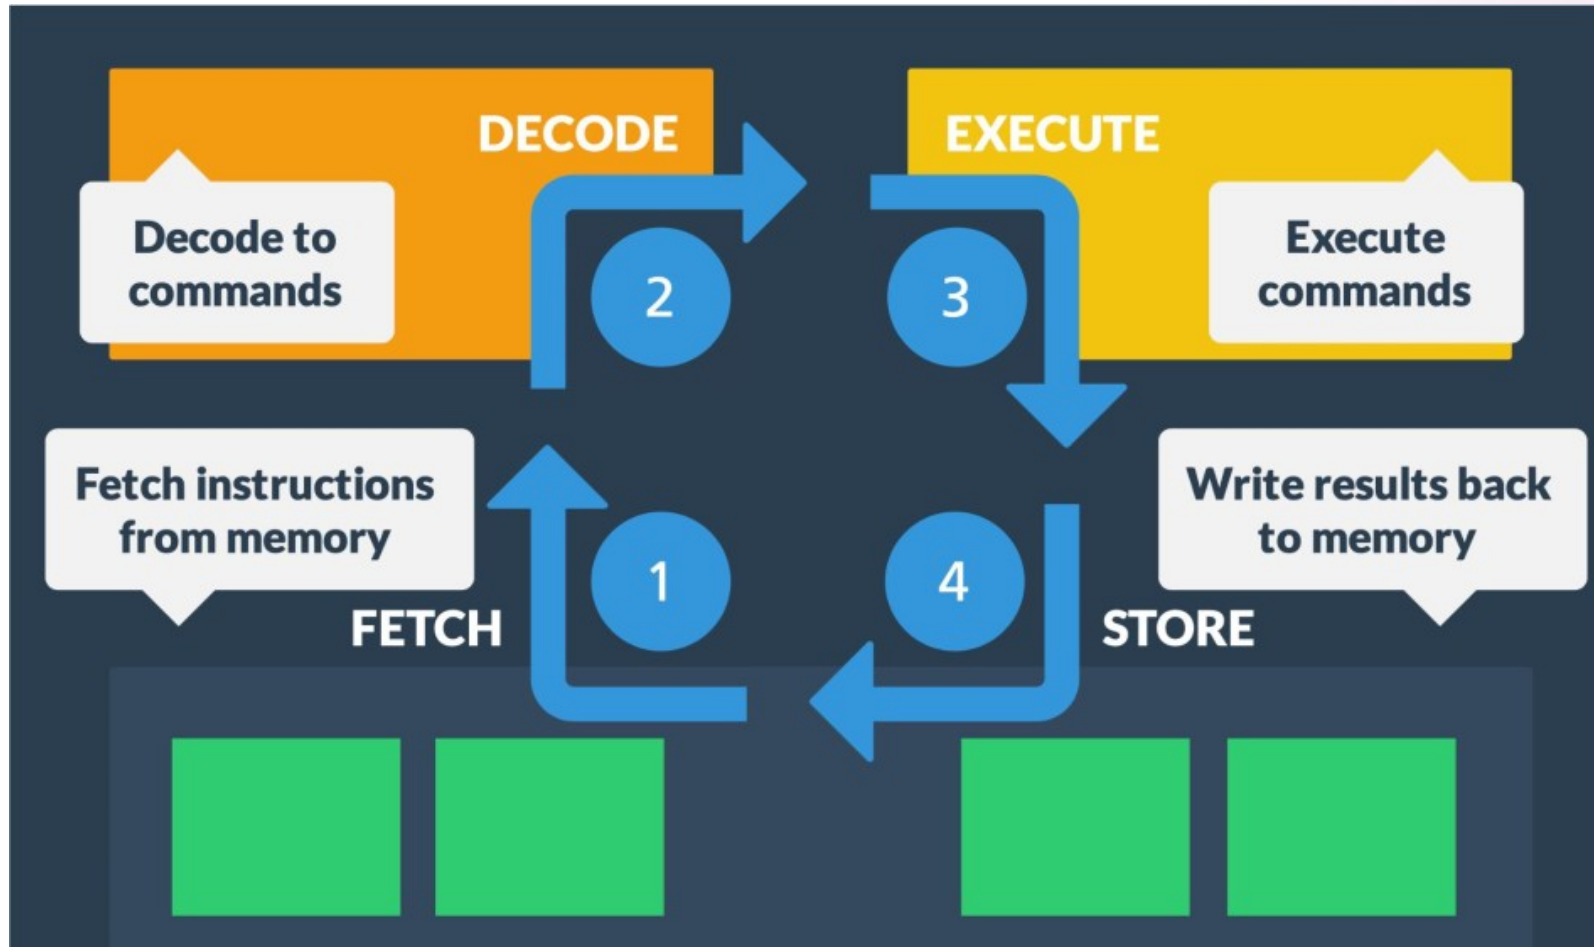 DECODE
EXECUTE
Decode to
commands
2
3
Execute
commands
Fetch instructions
from memory
1
4
Write results back
to memory
FETCH
STORE